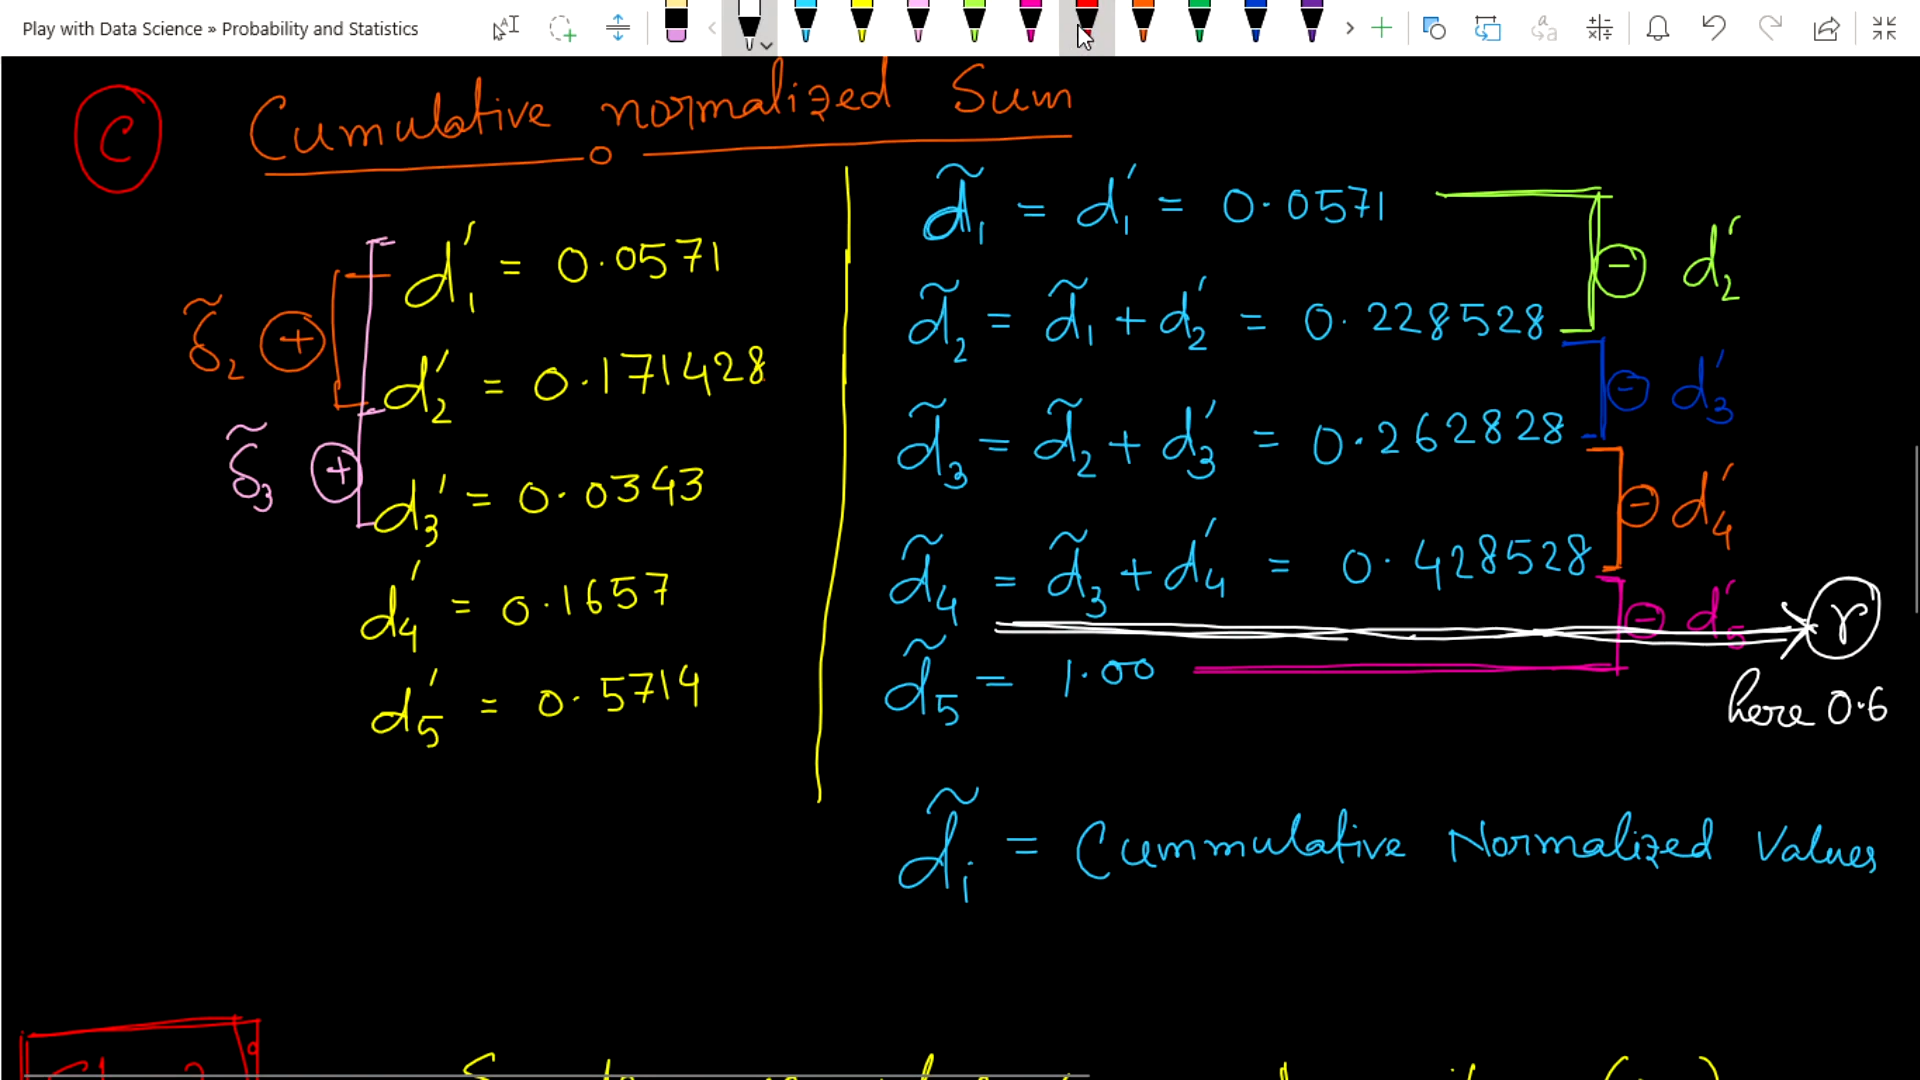 Play with Data Science » Probability and Statistics
C Cumulative normalized Sum
d₁′ = 0.0571
δ̃₂ +
d₂′ = 0.171428
δ̃₃ +
d₃′ = 0.0343
d₄′ = 0.1657
d₅′ = 0.5714
d̃₁ = d₁′ = 0.0571
− d₂′
d̃₂ = d̃₁ + d₂′ = 0.228528
− d₃′
d̃₃ = d̃₂ + d₃′ = 0.262828
− d₄′
d̃₄ = d̃₃ + d₄′ = 0.428528
− d₅′
r
d̃₅ = 1.00
here 0.6
d̃ᵢ = Cummulative Normalized Values